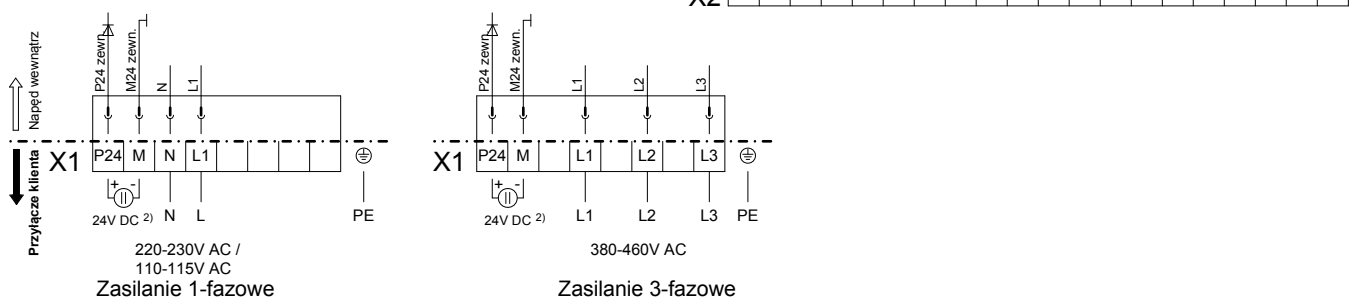 X2
P24 zewn. M24 zewn. N L1
P24 zewn. M24 zewn. L1 L2 L3
Napęd wewnątrz
Przyłącze klienta
X1 P24 M N L1
X1 P24 M L1 L2 L3
+ -
+ -
24V DC 2) N L PE
24V DC 2) L1 L2 L3 PE
220-230V AC /
110-115V AC
380-460V AC
Zasilanie 1-fazowe
Zasilanie 3-fazowe